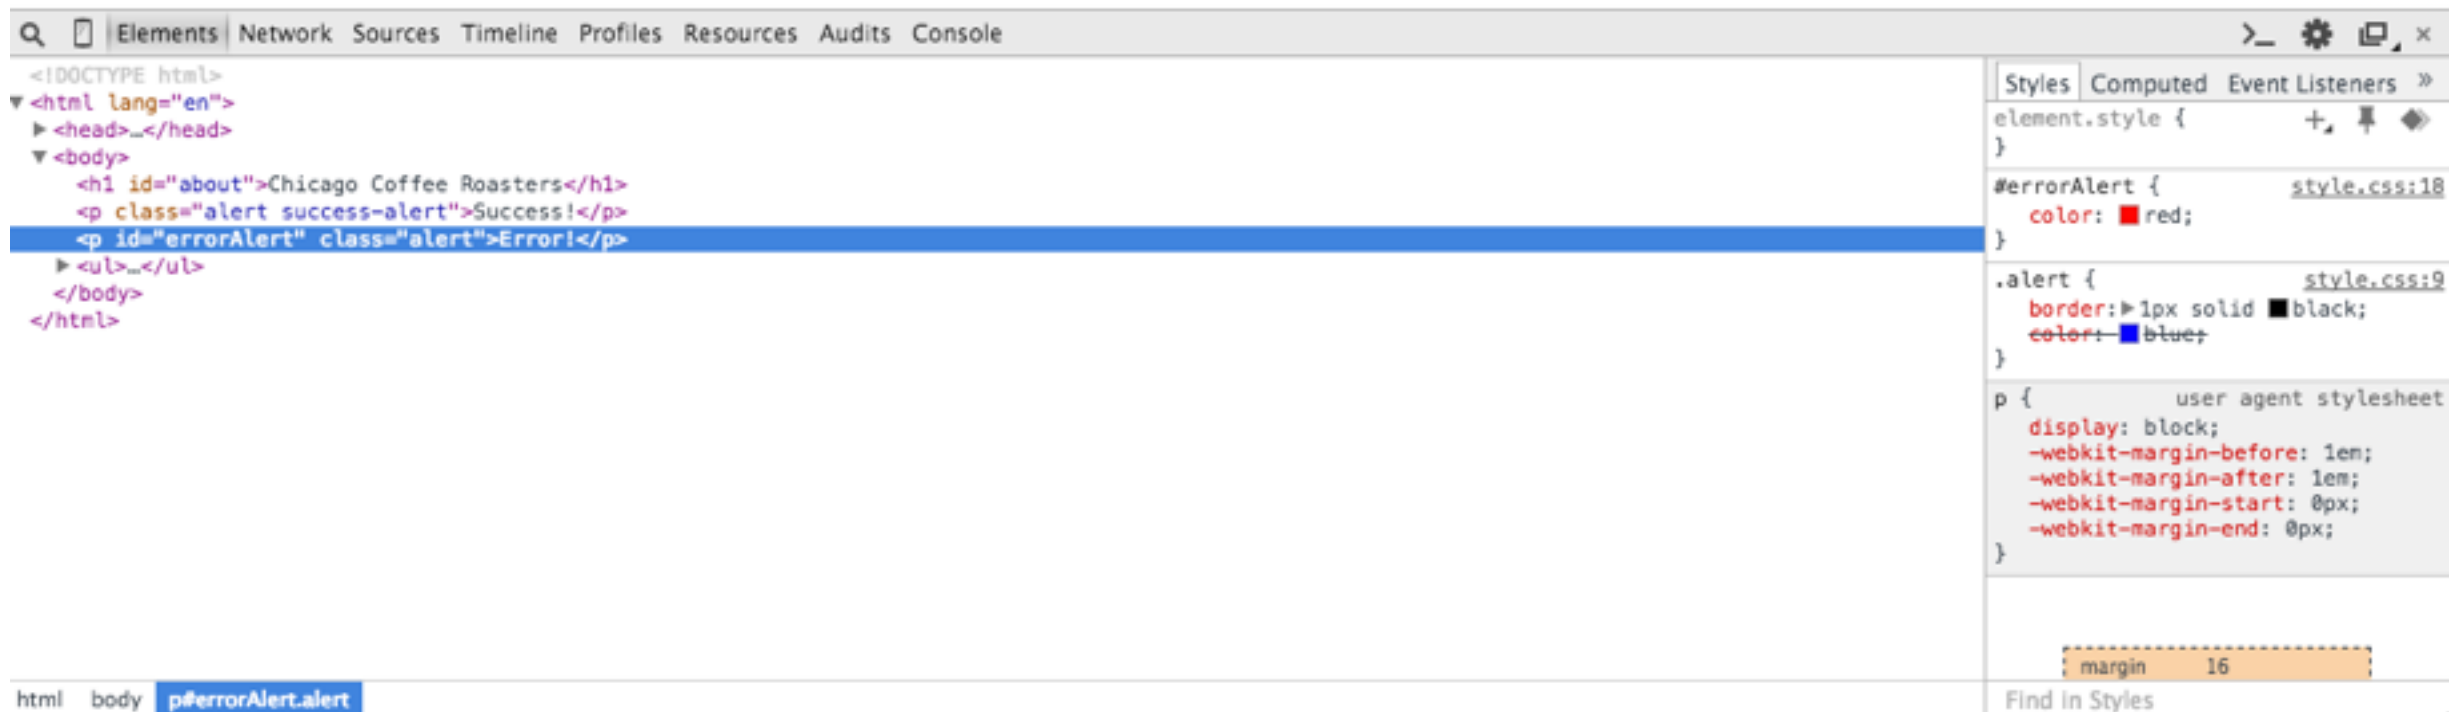 Elements Network Sources Timeline Profiles Resources Audits Console
<!DOCTYPE html>
<html lang="en">
<head>…</head>
<body>
<h1 id="about">Chicago Coffee Roasters</h1>
<p class="alert success-alert">Success!</p>
<p id="errorAlert" class="alert">Error!</p>
<ul>…</ul>
</body>
</html>
html body p#errorAlert.alert
Styles Computed Event Listeners »
element.style {
}
#errorAlert { style.css:18
color: red;
}
.alert { style.css:9
border: 1px solid black;
color: blue;
}
p { user agent stylesheet
display: block;
-webkit-margin-before: 1em;
-webkit-margin-after: 1em;
-webkit-margin-start: 0px;
-webkit-margin-end: 0px;
}
margin 16
Find in Styles